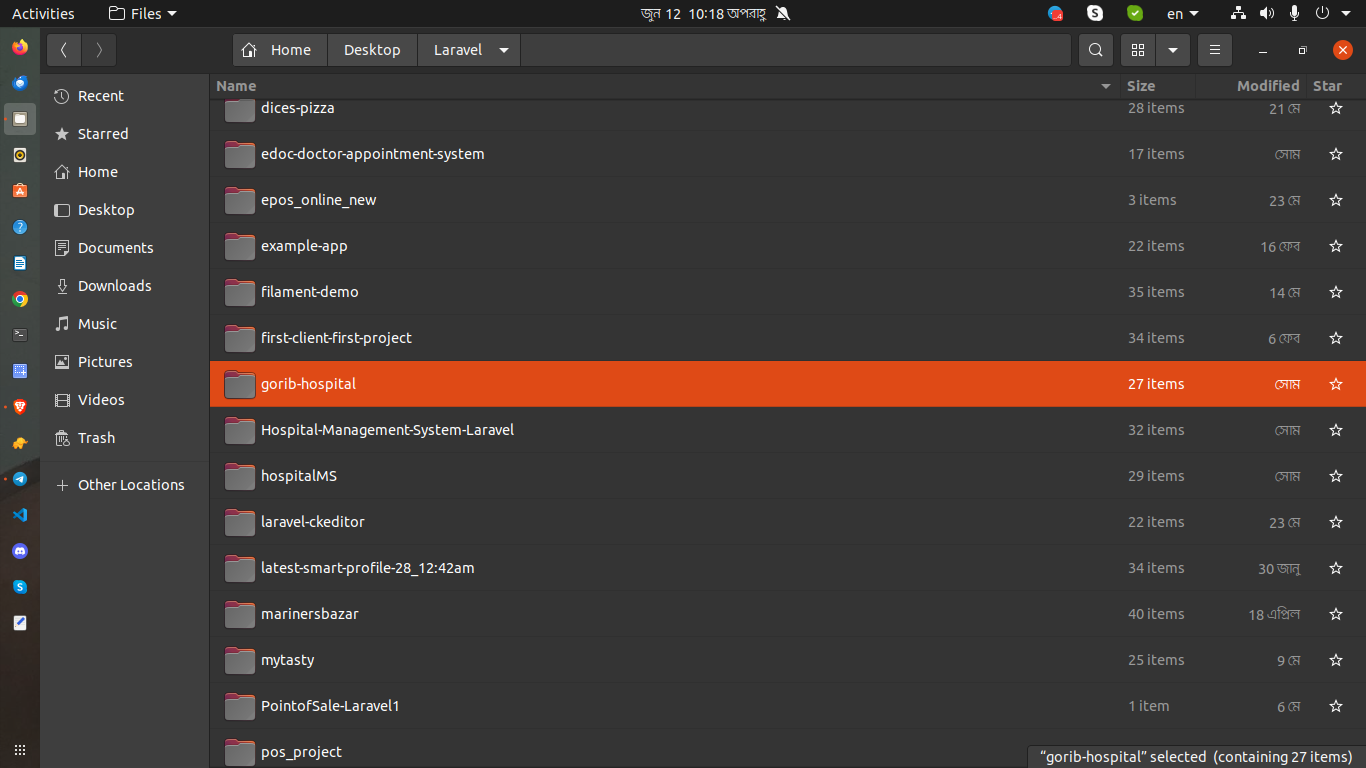 Activities Files জুন 12 10:18 অপরাহ্ণ 4 en
Home Desktop Laravel
Name Size Modified Star
Recent
Starred
Home
Desktop
Documents
Downloads
Music
Pictures
Videos
Trash
Other Locations
dices-pizza 28 items 21 মে
edoc-doctor-appointment-system 17 items সোম
epos_online_new 3 items 23 মে
example-app 22 items 16 ফেব
filament-demo 35 items 14 মে
first-client-first-project 34 items 6 ফেব
gorib-hospital 27 items সোম
Hospital-Management-System-Laravel 32 items সোম
hospitalMS 29 items সোম
laravel-ckeditor 22 items 23 মে
latest-smart-profile-28_12:42am 34 items 30 জানু
marinersbazar 40 items 18 এপ্রিল
mytasty 25 items 9 মে
PointofSale-Laravel1 1 item 6 মে
pos_project
“gorib-hospital” selected (containing 27 items)